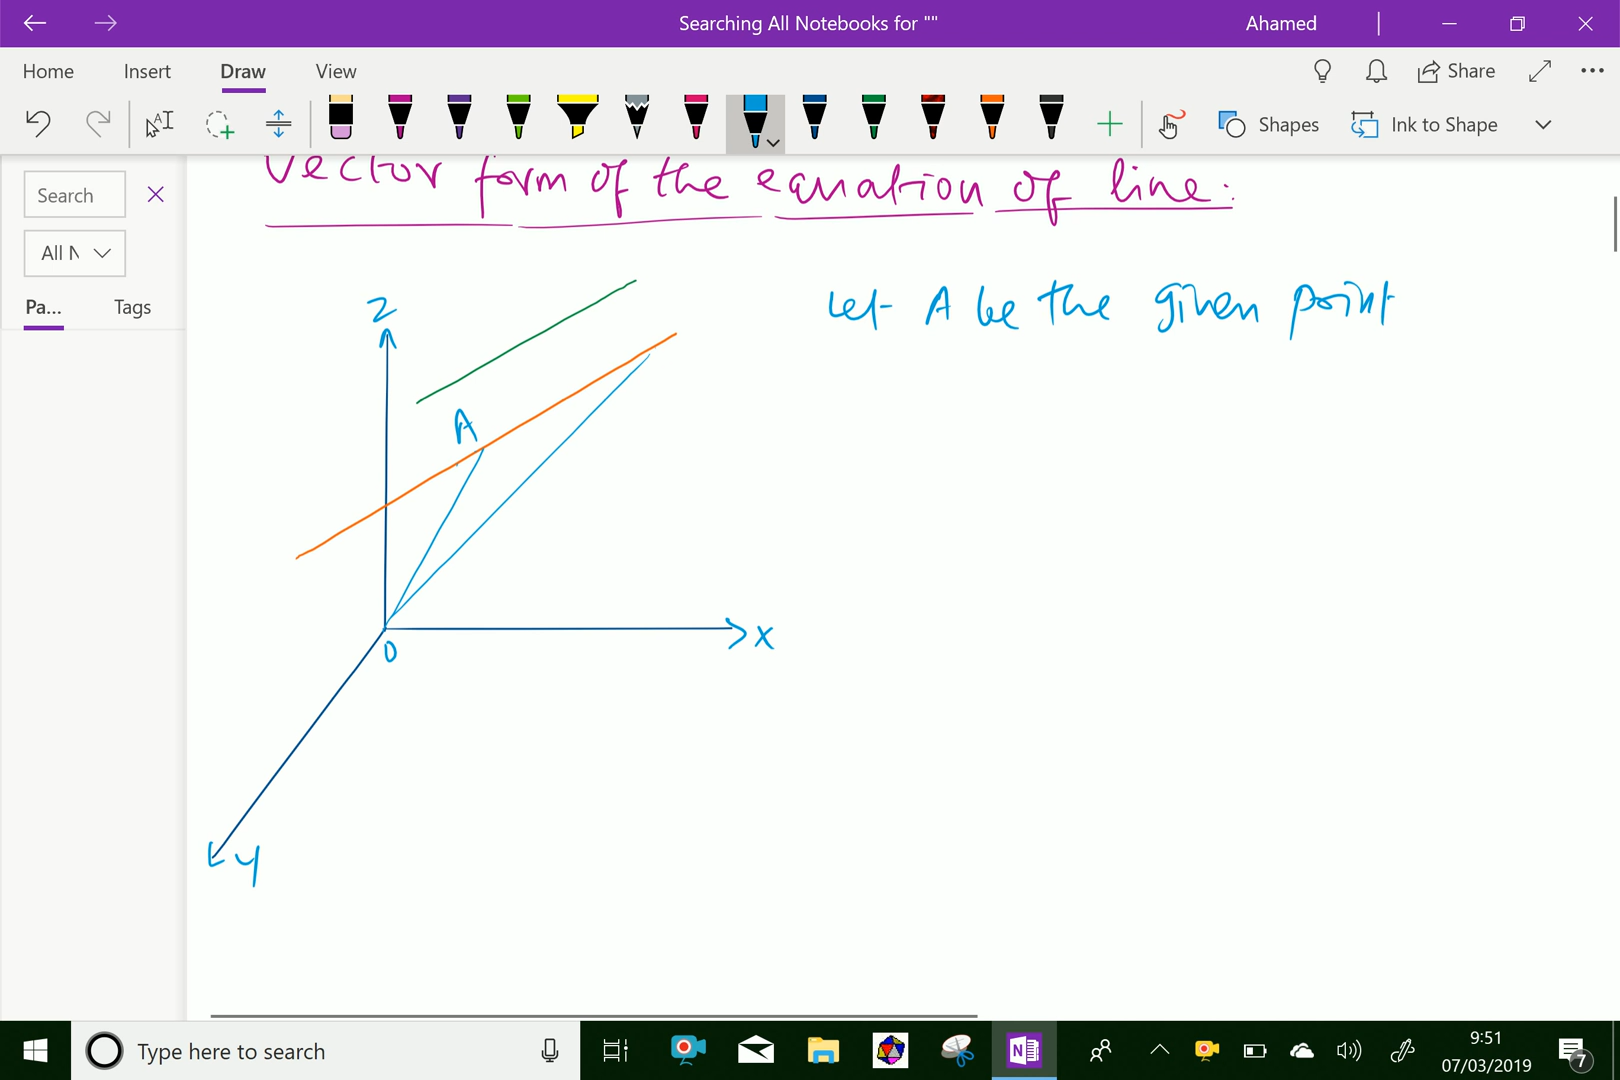 Searching All Notebooks for ""
Ahamed
Home Insert Draw View
Share
Shapes
Ink to Shape
Search
All N
Pa...
Tags
Vector form of the equation of line:
Let A be the given point
Z
A
X
O
Y
Type here to search
N
9:51
07/03/2019
7